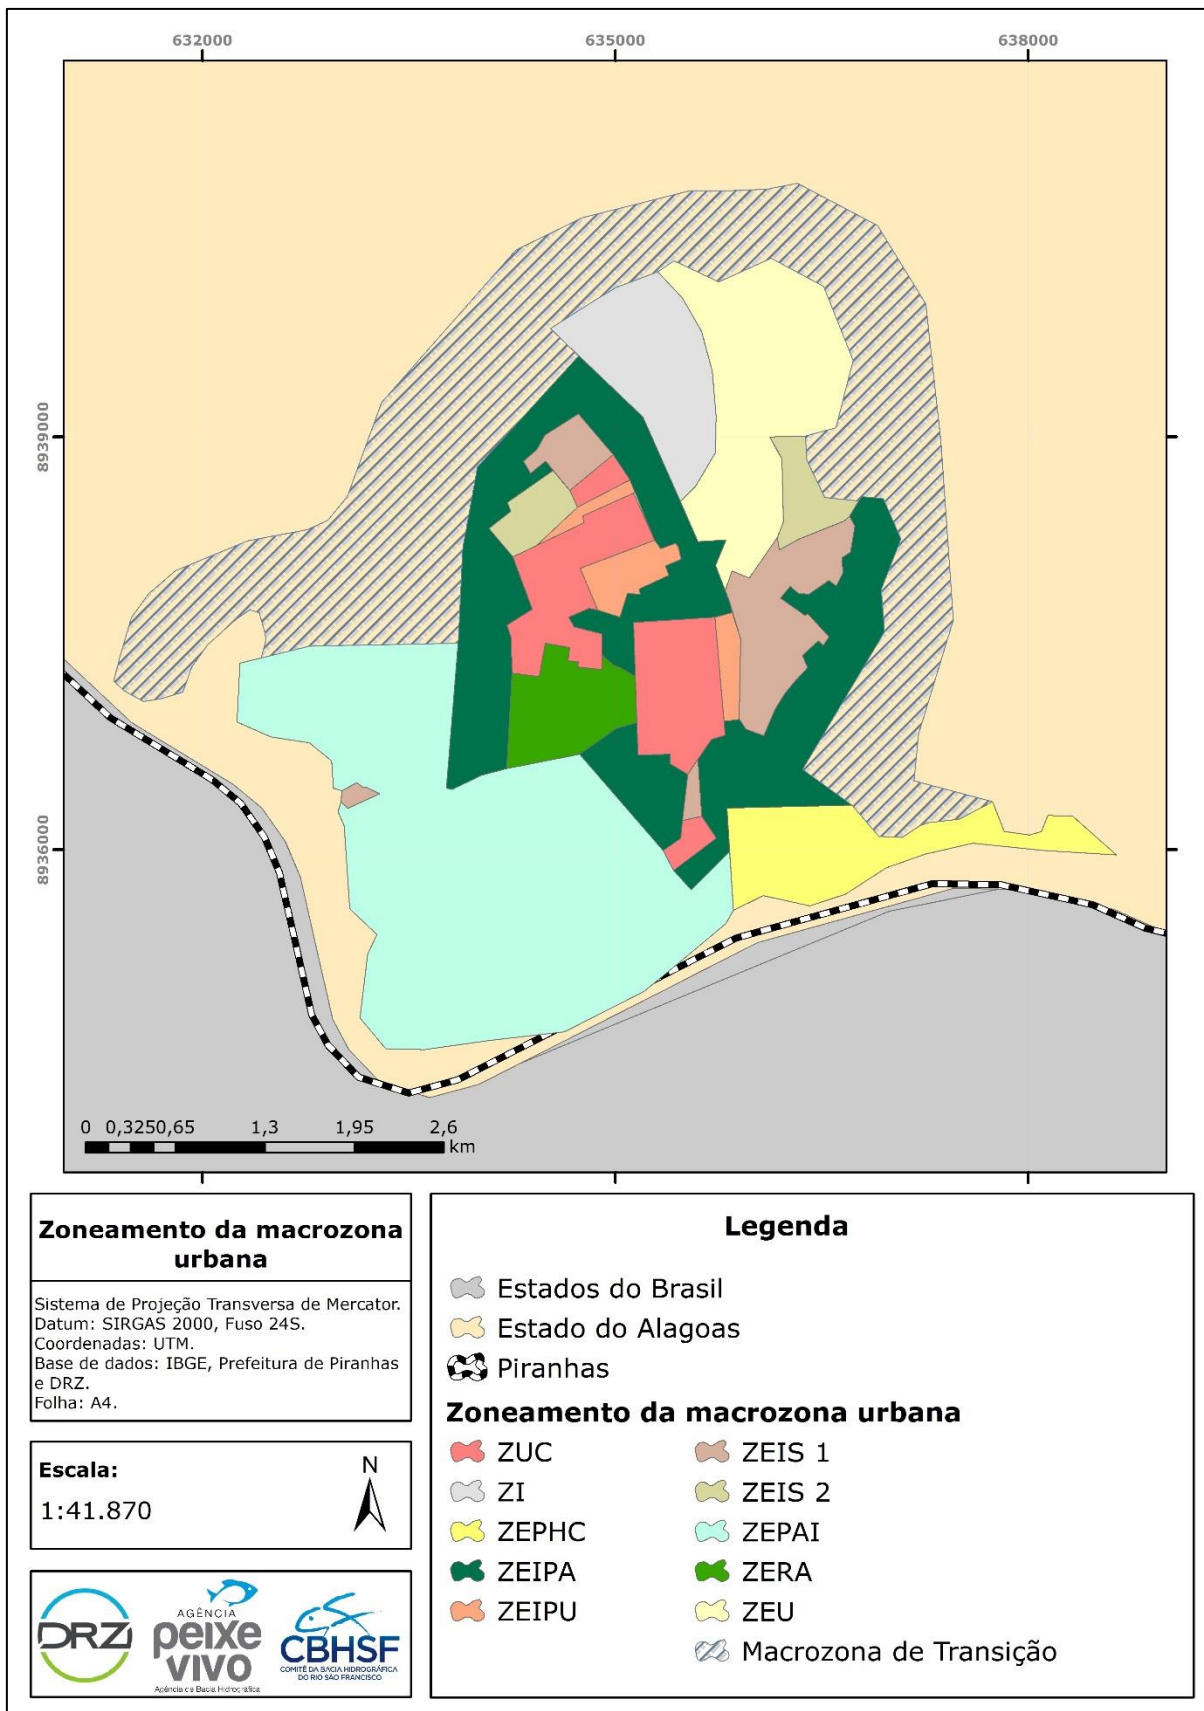 632000
635000
638000
8939000
8936000
0 0,3250,65 1,3 1,95 2,6
km
Zoneamento da macrozona
urbana
Sistema de Projeção Transversa de Mercator.
Datum: SIRGAS 2000, Fuso 24S.
Coordenadas: UTM.
Base de dados: IBGE, Prefeitura de Piranhas
e DRZ.
Folha: A4.
Escala:
1:41.870
N
DRZ
AGÊNCIA
peixe
vivo
Agência de Bacia Hidrográfica
CBHSF
COMITÊ DA BACIA HIDROGRÁFICA
DO RIO SÃO FRANCISCO
Legenda
Estados do Brasil
Estado do Alagoas
Piranhas
Zoneamento da macrozona urbana
ZUC
ZI
ZEPHC
ZEIPA
ZEIPU
ZEIS 1
ZEIS 2
ZEPAI
ZERA
ZEU
Macrozona de Transição